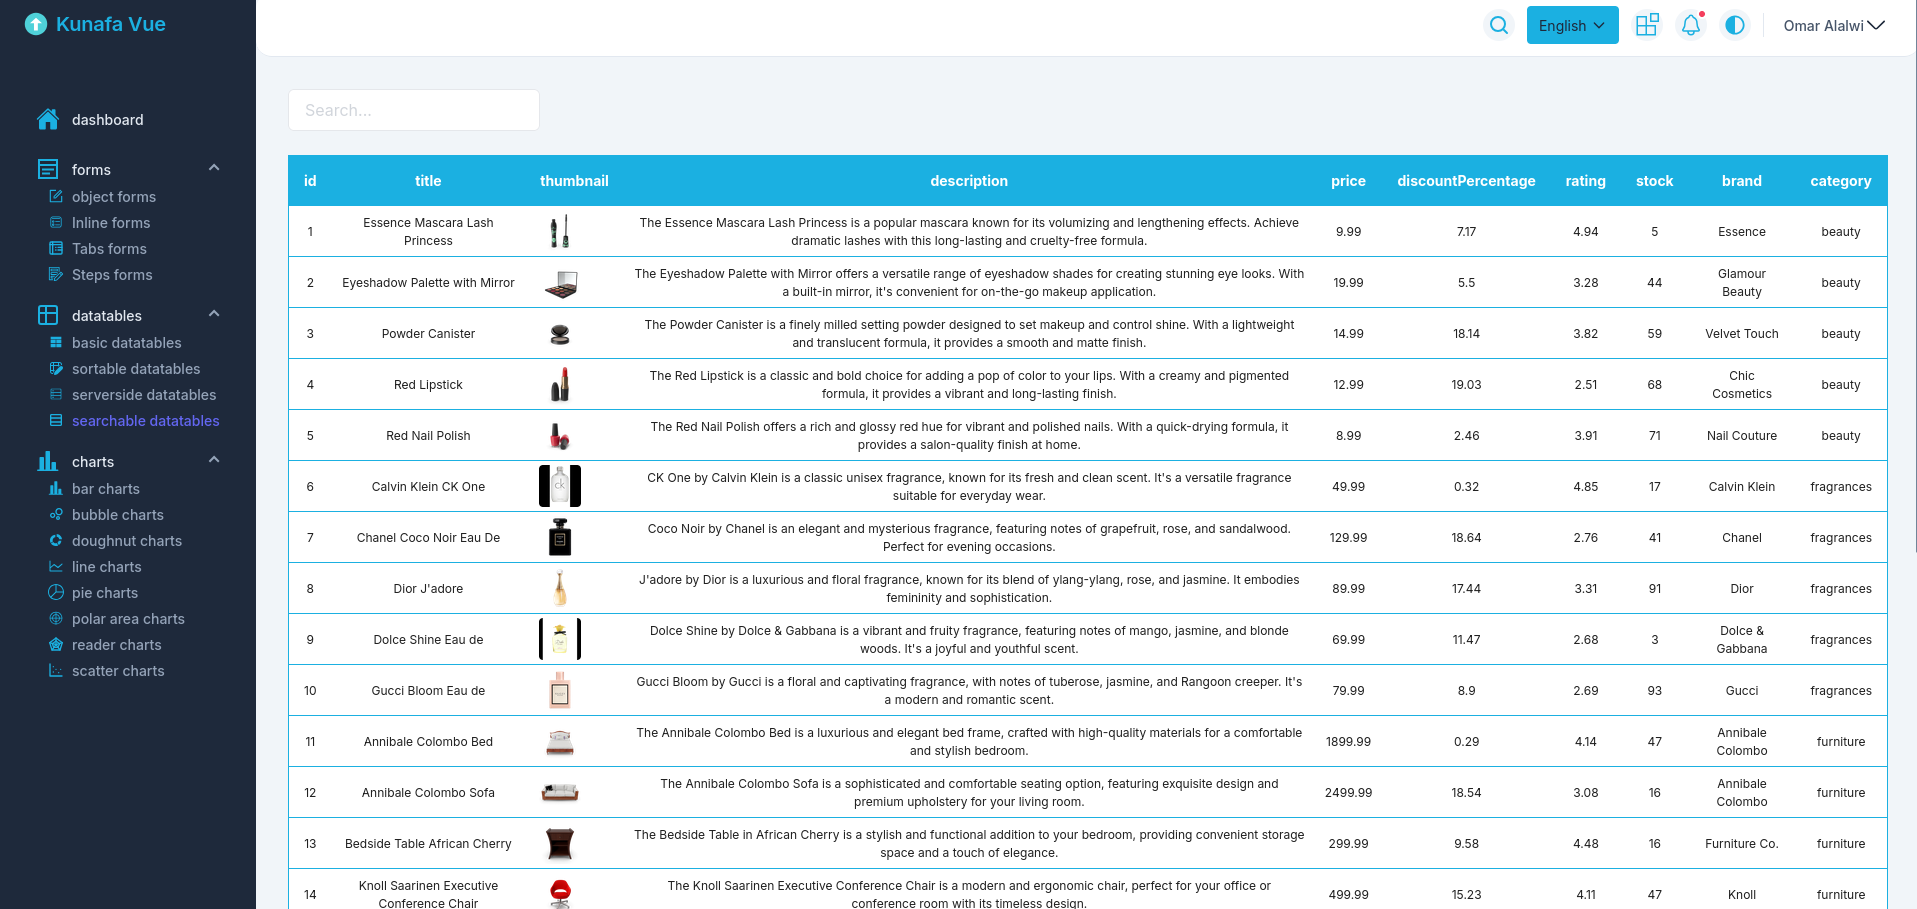 Kunafa Vue
English
Omar Alalwi
dashboard
forms
object forms
Inline forms
Tabs forms
Steps forms
datatables
basic datatables
sortable datatables
serverside datatables
searchable datatables
charts
bar charts
bubble charts
doughnut charts
line charts
pie charts
polar area charts
reader charts
scatter charts
Search...
id title thumbnail description price discountPercentage rating stock brand category
1 Essence Mascara Lash Princess The Essence Mascara Lash Princess is a popular mascara known for its volumizing and lengthening effects. Achieve dramatic lashes with this long-lasting and cruelty-free formula. 9.99 7.17 4.94 5 Essence beauty
2 Eyeshadow Palette with Mirror The Eyeshadow Palette with Mirror offers a versatile range of eyeshadow shades for creating stunning eye looks. With a built-in mirror, it's convenient for on-the-go makeup application. 19.99 5.5 3.28 44 Glamour Beauty beauty
3 Powder Canister The Powder Canister is a finely milled setting powder designed to set makeup and control shine. With a lightweight and translucent formula, it provides a smooth and matte finish. 14.99 18.14 3.82 59 Velvet Touch beauty
4 Red Lipstick The Red Lipstick is a classic and bold choice for adding a pop of color to your lips. With a creamy and pigmented formula, it provides a vibrant and long-lasting finish. 12.99 19.03 2.51 68 Chic Cosmetics beauty
5 Red Nail Polish The Red Nail Polish offers a rich and glossy red hue for vibrant and polished nails. With a quick-drying formula, it provides a salon-quality finish at home. 8.99 2.46 3.91 71 Nail Couture beauty
6 Calvin Klein CK One CK One by Calvin Klein is a classic unisex fragrance, known for its fresh and clean scent. It's a versatile fragrance suitable for everyday wear. 49.99 0.32 4.85 17 Calvin Klein fragrances
7 Chanel Coco Noir Eau De Coco Noir by Chanel is an elegant and mysterious fragrance, featuring notes of grapefruit, rose, and sandalwood. Perfect for evening occasions. 129.99 18.64 2.76 41 Chanel fragrances
8 Dior J'adore J'adore by Dior is a luxurious and floral fragrance, known for its blend of ylang-ylang, rose, and jasmine. It embodies femininity and sophistication. 89.99 17.44 3.31 91 Dior fragrances
9 Dolce Shine Eau de Dolce Shine by Dolce & Gabbana is a vibrant and fruity fragrance, featuring notes of mango, jasmine, and blonde woods. It's a joyful and youthful scent. 69.99 11.47 2.68 3 Dolce & Gabbana fragrances
10 Gucci Bloom Eau de Gucci Bloom by Gucci is a floral and captivating fragrance, with notes of tuberose, jasmine, and Rangoon creeper. It's a modern and romantic scent. 79.99 8.9 2.69 93 Gucci fragrances
11 Annibale Colombo Bed The Annibale Colombo Bed is a luxurious and elegant bed frame, crafted with high-quality materials for a comfortable and stylish bedroom. 1899.99 0.29 4.14 47 Annibale Colombo furniture
12 Annibale Colombo Sofa The Annibale Colombo Sofa is a sophisticated and comfortable seating option, featuring exquisite design and premium upholstery for your living room. 2499.99 18.54 3.08 16 Annibale Colombo furniture
13 Bedside Table African Cherry The Bedside Table in African Cherry is a stylish and functional addition to your bedroom, providing convenient storage space and a touch of elegance. 299.99 9.58 4.48 16 Furniture Co. furniture
14 Knoll Saarinen Executive Conference Chair The Knoll Saarinen Executive Conference Chair is a modern and ergonomic chair, perfect for your office or conference room with its timeless design. 499.99 15.23 4.11 47 Knoll furniture